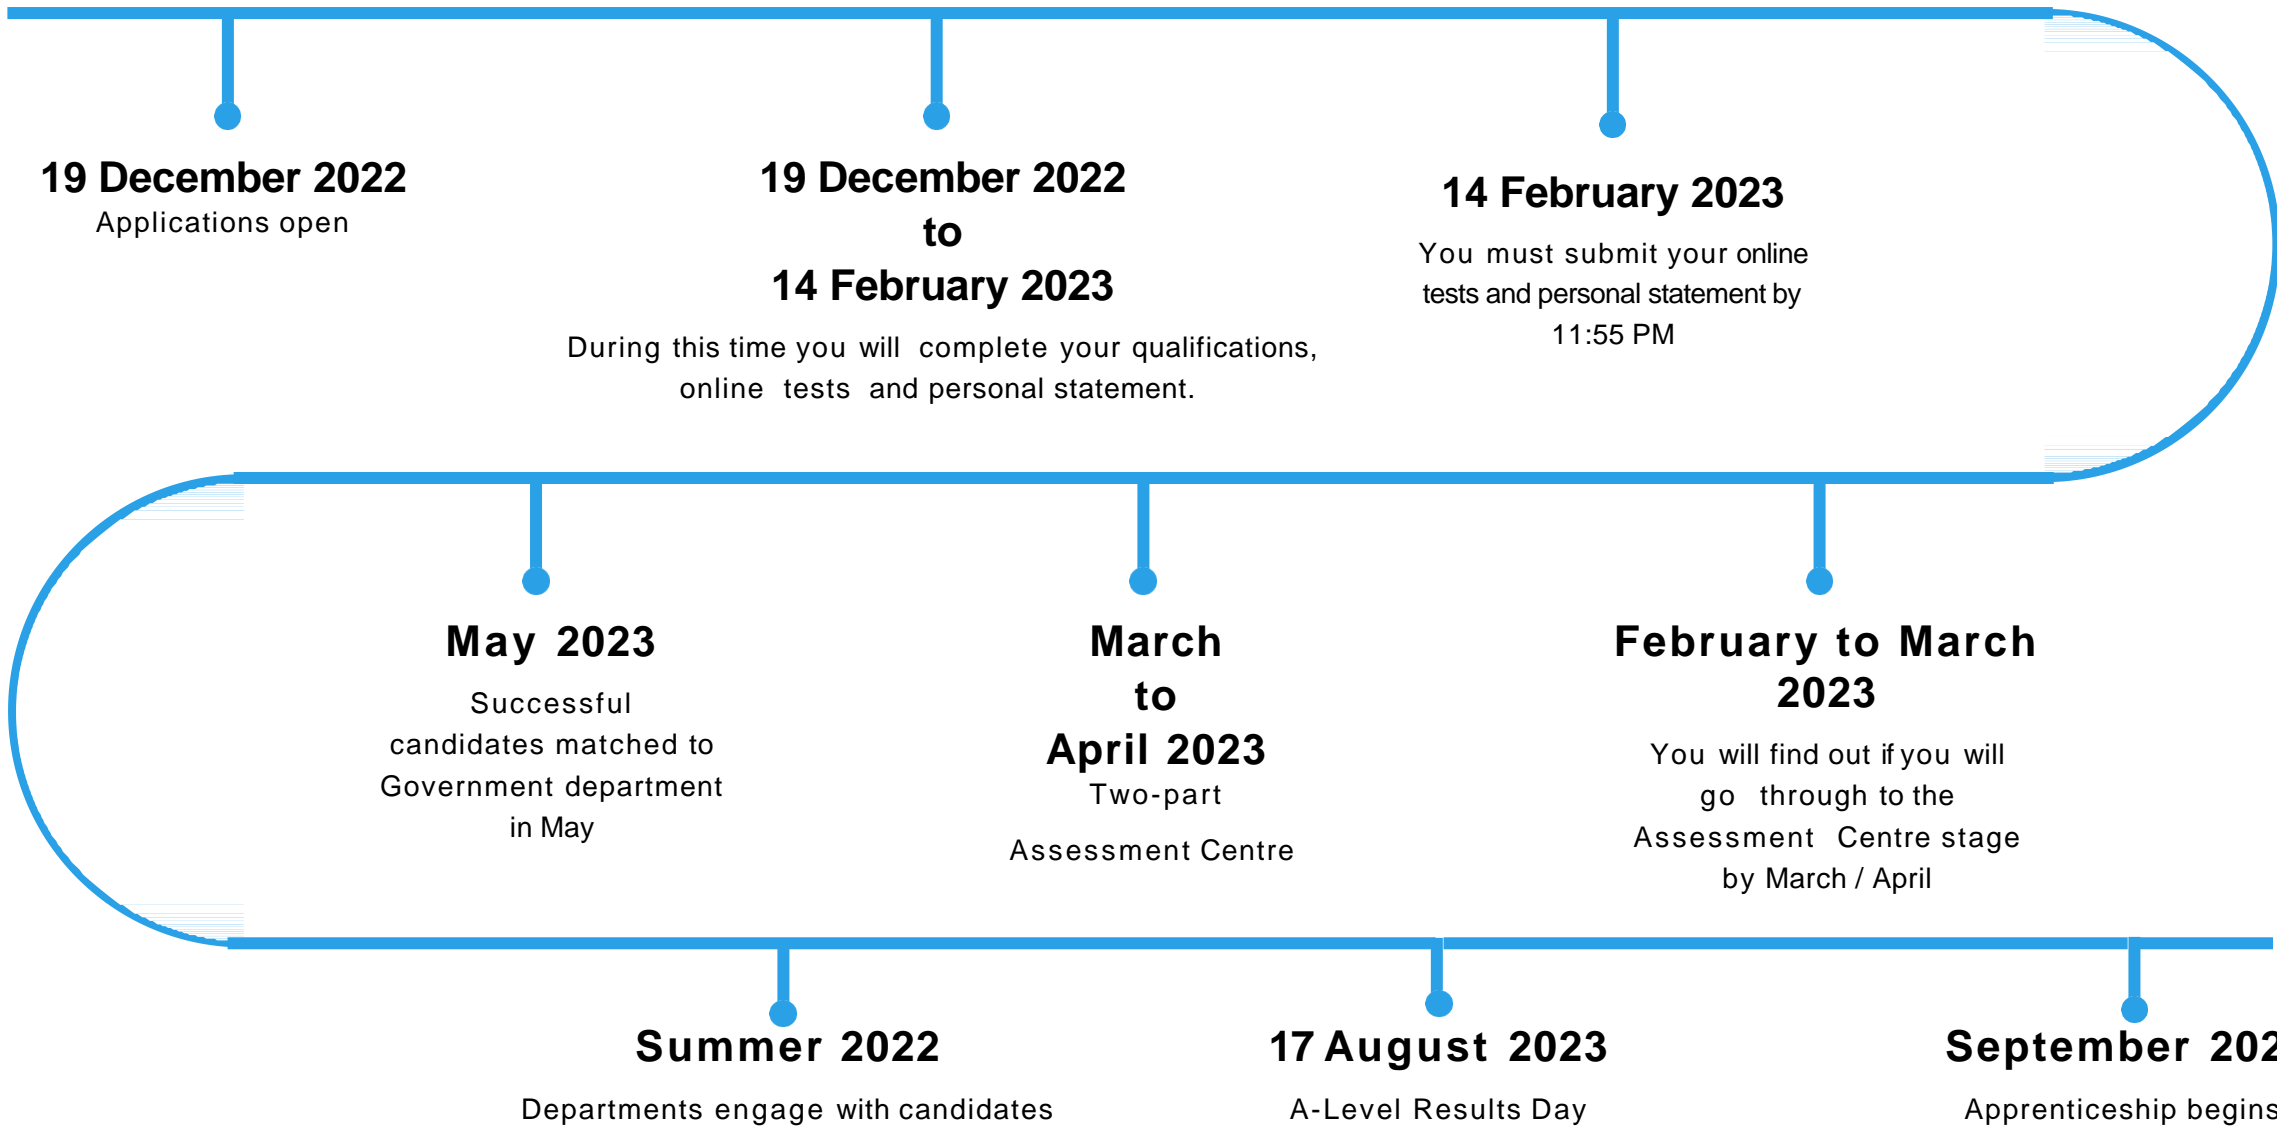 19 December 2022
Applications open
19 December 2022
to
14 February 2023
During this time you will complete your qualifications,
online tests and personal statement.
14 February 2023
You must submit your online
tests and personal statement by
11:55 PM
May 2023
Successful
candidates matched to
Government department
in May
March
to
April 2023
Two-part
Assessment Centre
February to March
2023
You will find out if you will
go through to the
Assessment Centre stage
by March / April
Summer 2022
Departments engage with candidates
17 August 2023
A-Level Results Day
September
Apprenticeship begins